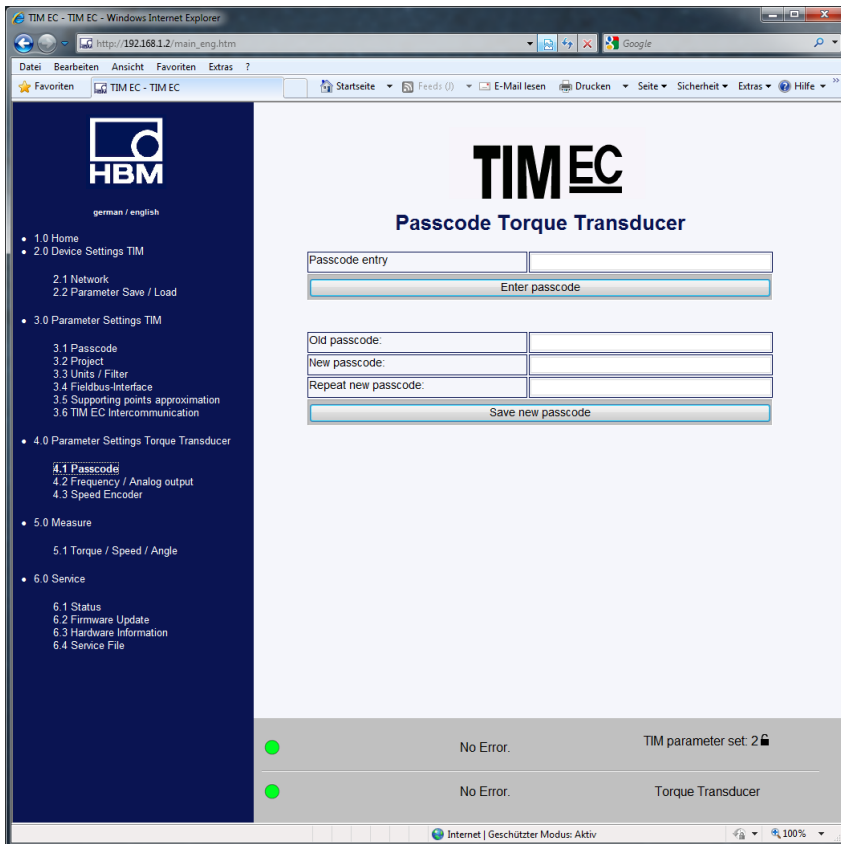 TIM EC - TIM EC - Windows Internet Explorer
http://192.168.1.2/main_eng.htm
Google
Datei Bearbeiten Ansicht Favoriten Extras ?
Favoriten TIM EC - TIM EC Startseite Feeds (J) E-Mail lesen Drucken Seite Sicherheit Extras Hilfe »
HBM
german / english
1.0 Home
2.0 Device Settings TIM
2.1 Network
2.2 Parameter Save / Load
3.0 Parameter Settings TIM
3.1 Passcode
3.2 Project
3.3 Units / Filter
3.4 Fieldbus-Interface
3.5 Supporting points approximation
3.6 TIM EC Intercommunication
4.0 Parameter Settings Torque Transducer
4.1 Passcode
4.2 Frequency / Analog output
4.3 Speed Encoder
5.0 Measure
5.1 Torque / Speed / Angle
6.0 Service
6.1 Status
6.2 Firmware Update
6.3 Hardware Information
6.4 Service File
TIM EC
Passcode Torque Transducer
Passcode entry
Enter passcode
Old passcode:
New passcode:
Repeat new passcode:
Save new passcode
No Error. TIM parameter set: 2
No Error. Torque Transducer
Internet | Geschützter Modus: Aktiv 100%